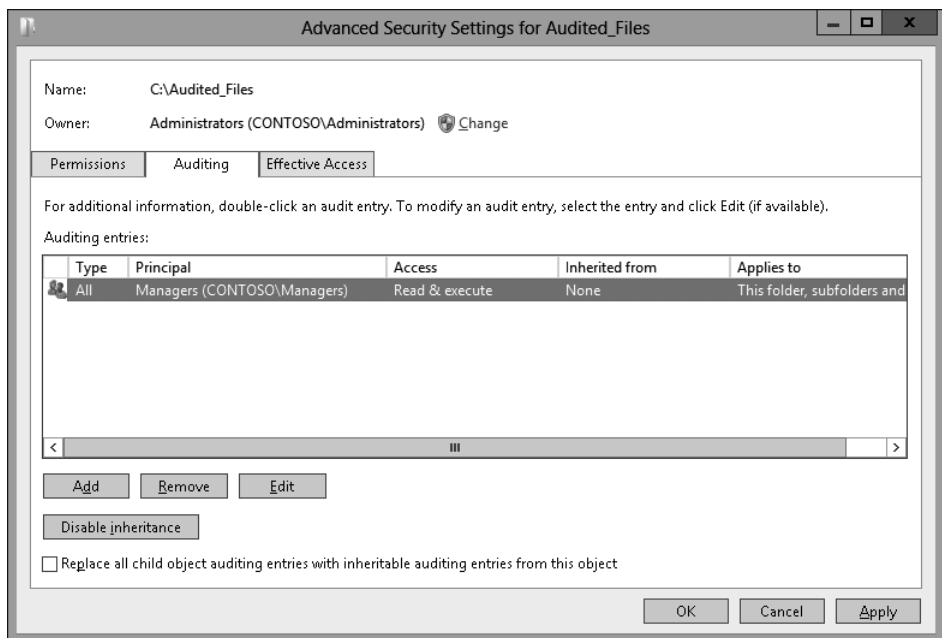 Advanced Security Settings for Audited_Files
Name: C:\Audited_Files
Owner: Administrators (CONTOSO\Administrators) Change
Permissions Auditing Effective Access
For additional information, double-click an audit entry. To modify an audit entry, select the entry and click Edit (if available).
Auditing entries:
Type Principal Access Inherited from Applies to
All Managers (CONTOSO\Managers) Read & execute None This folder, subfolders and
Add Remove Edit
Disable inheritance
Replace all child object auditing entries with inheritable auditing entries from this object
OK Cancel Apply